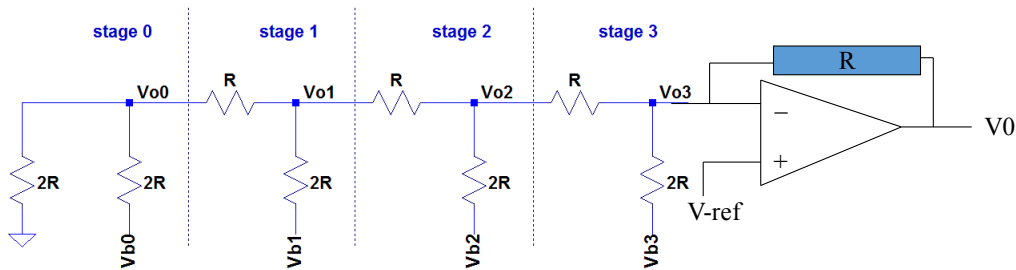 stage 0 stage 1 stage 2 stage 3
R
R R R
Vo0 Vo1 Vo2 Vo3
− V0
+
2R 2R 2R 2R 2R
V-ref
Vb0 Vb1 Vb2 Vb3